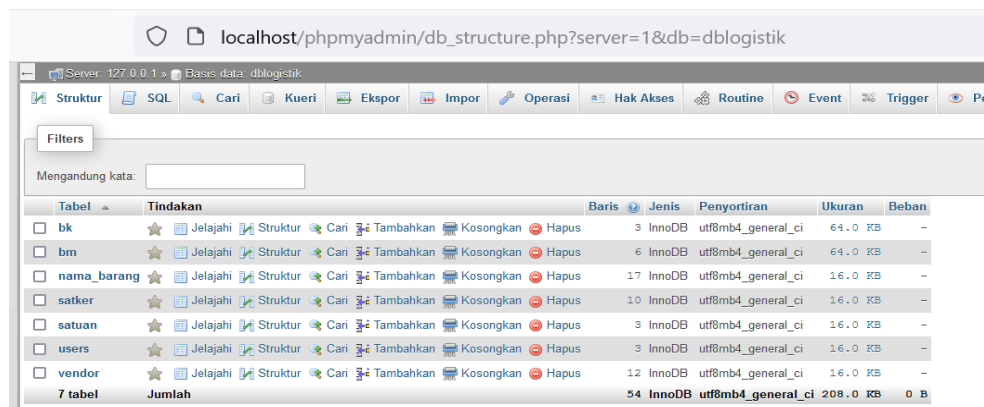 localhost/phpmyadmin/db_structure.php?server=1&db=dblogistik
Server: 127.0.0.1 » Basis data: dblogistik
Struktur SQL Cari Kueri Ekspor Impor Operasi Hak Akses Routine Event Trigger
Filters
Mengandung kata:
Tabel Tindakan Baris Jenis Penyortiran Ukuran Beban
bk Jelajahi Struktur Cari Tambahkan Kosongkan Hapus 3 InnoDB utf8mb4_general_ci 64.0 KB -
bm Jelajahi Struktur Cari Tambahkan Kosongkan Hapus 6 InnoDB utf8mb4_general_ci 64.0 KB -
nama_barang Jelajahi Struktur Cari Tambahkan Kosongkan Hapus 17 InnoDB utf8mb4_general_ci 16.0 KB -
satker Jelajahi Struktur Cari Tambahkan Kosongkan Hapus 10 InnoDB utf8mb4_general_ci 16.0 KB -
satuan Jelajahi Struktur Cari Tambahkan Kosongkan Hapus 3 InnoDB utf8mb4_general_ci 16.0 KB -
users Jelajahi Struktur Cari Tambahkan Kosongkan Hapus 3 InnoDB utf8mb4_general_ci 16.0 KB -
vendor Jelajahi Struktur Cari Tambahkan Kosongkan Hapus 12 InnoDB utf8mb4_general_ci 16.0 KB -
7 tabel Jumlah 54 InnoDB utf8mb4_general_ci 208.0 KB 0 B